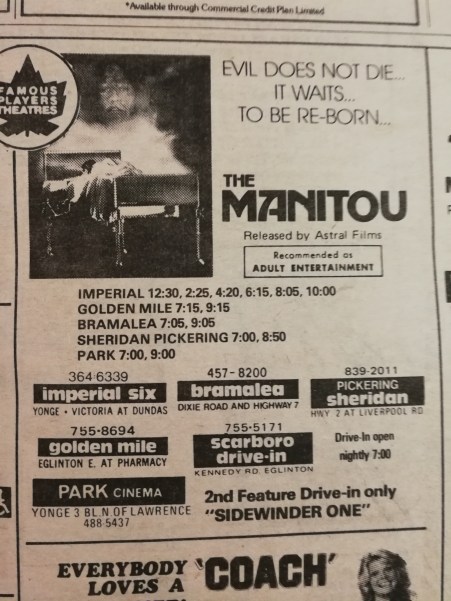 *Available through Commercial Credit Plan Limited
FAMOUS
PLAYERS
THEATRES
EVIL DOES NOT DIE...
IT WAITS...
TO BE RE-BORN...
THE
MANITOU
Released by Astral Films
Recommended as
ADULT ENTERTAINMENT
IMPERIAL 12:30, 2:25, 4:20, 6:15, 8:05, 10:00
GOLDEN MILE 7:15, 9:15
BRAMALEA 7:05, 9:05
SHERIDAN PICKERING 7:00, 8:50
PARK 7:00, 9:00
364-6339
imperial six
YONGE • VICTORIA AT DUNDAS
457-8200
bramalea
DIXIE ROAD AND HIGHWAY 7
839-2011
PICKERING
sheridan
HWY 2 AT LIVERPOOL RD
755-8694
golden mile
EGLINTON E. AT PHARMACY
755-5171
scarboro
drive-in
KENNEDY RD. EGLINTON
Drive-In open
nightly 7:00
PARK CINEMA
YONGE 3 BL. N. OF LAWRENCE
488-5437
2nd Feature Drive-in only
"SIDEWINDER ONE"
EVERYBODY
LOVES A
'COACH'